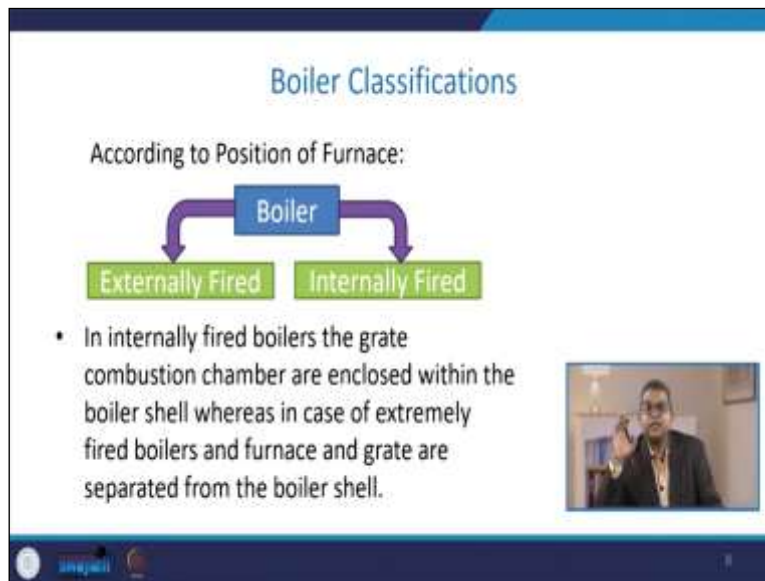 Boiler Classifications
According to Position of Furnace:
Boiler
Externally Fired
Internally Fired
• In internally fired boilers the grate
combustion chamber are enclosed within the
boiler shell whereas in case of extremely
fired boilers and furnace and grate are
separated from the boiler shell.